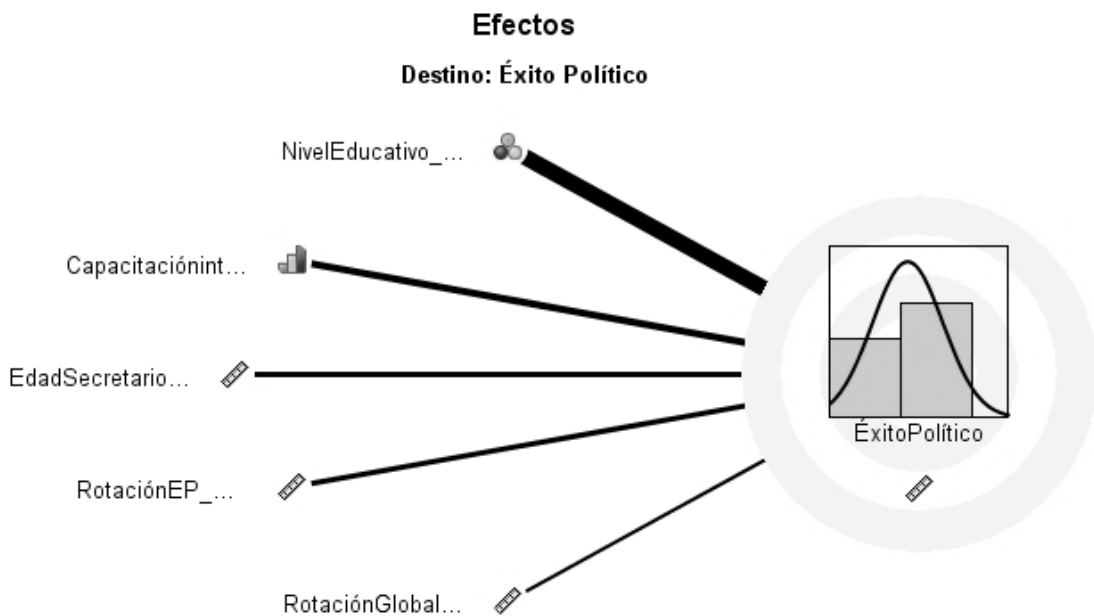 Efectos
Destino: Éxito Político
NivelEducativo_...
Capacitaciónint...
EdadSecretario...
RotaciónEP_...
RotaciónGlobal...
ÉxitoPolítico